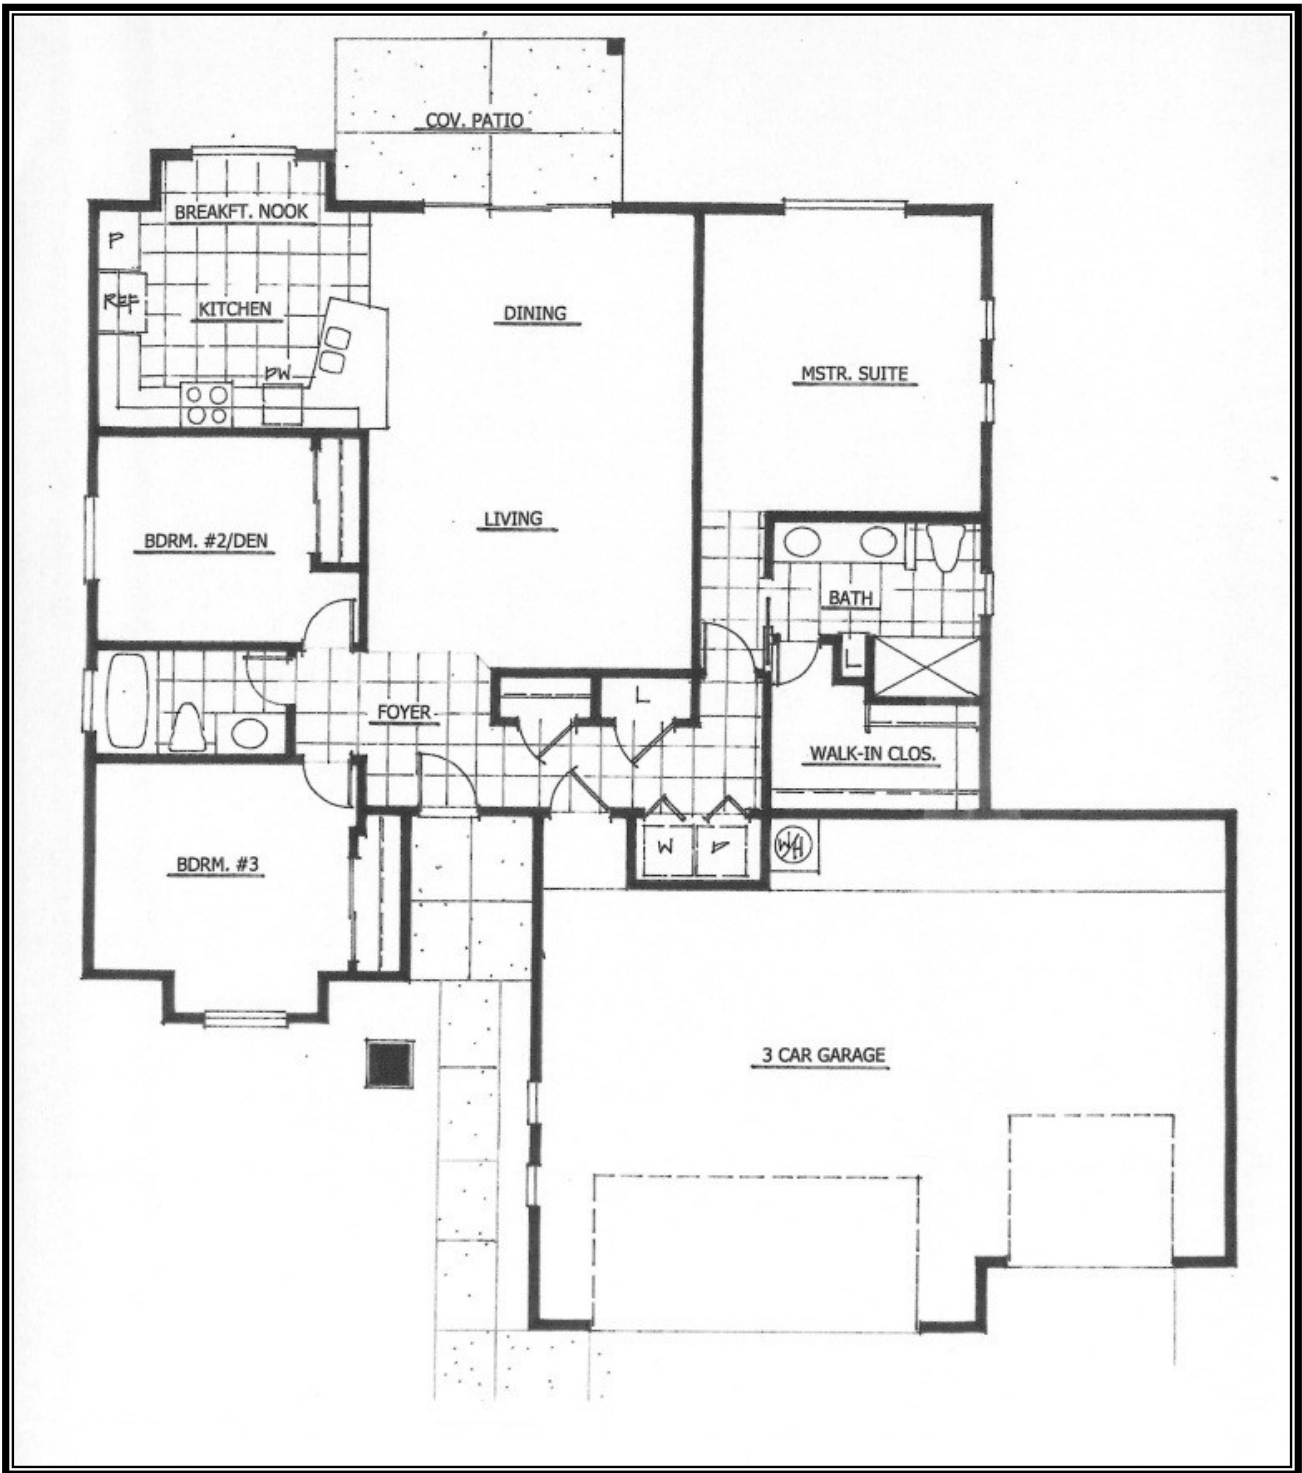 COV. PATIO
BREAKFT. NOOK
P
REF
KITCHEN
DINING
DW
MSTR. SUITE
LIVING
BDRM. #2/DEN
BATH
L
L
FOYER
WALK-IN CLOS.
W
D
WH
BDRM. #3
3 CAR GARAGE